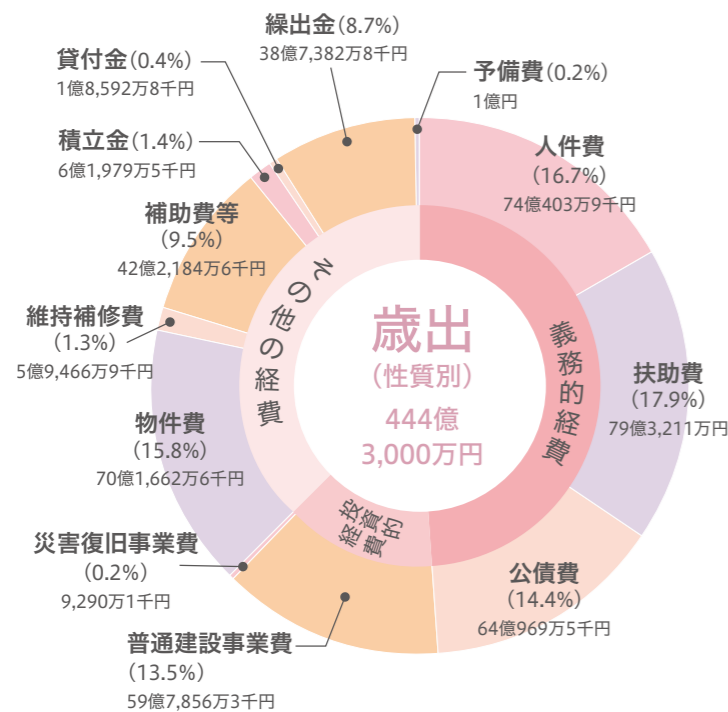 歳出
(性質別)
444億
3,000万円
義務的経費
投資的
経費
その他の経費
人件費
(16.7%)
74億403万9千円
扶助費
(17.9%)
79億3,211万円
公債費
(14.4%)
64億969万5千円
普通建設事業費
(13.5%)
59億7,856万3千円
災害復旧事業費
(0.2%)
9,290万1千円
物件費
(15.8%)
70億1,662万6千円
維持補修費
(1.3%)
5億9,466万9千円
補助費等
(9.5%)
42億2,184万6千円
積立金(1.4%)
6億1,979万5千円
貸付金(0.4%)
1億8,592万8千円
繰出金(8.7%)
38億7,382万8千円
予備費(0.2%)
1億円